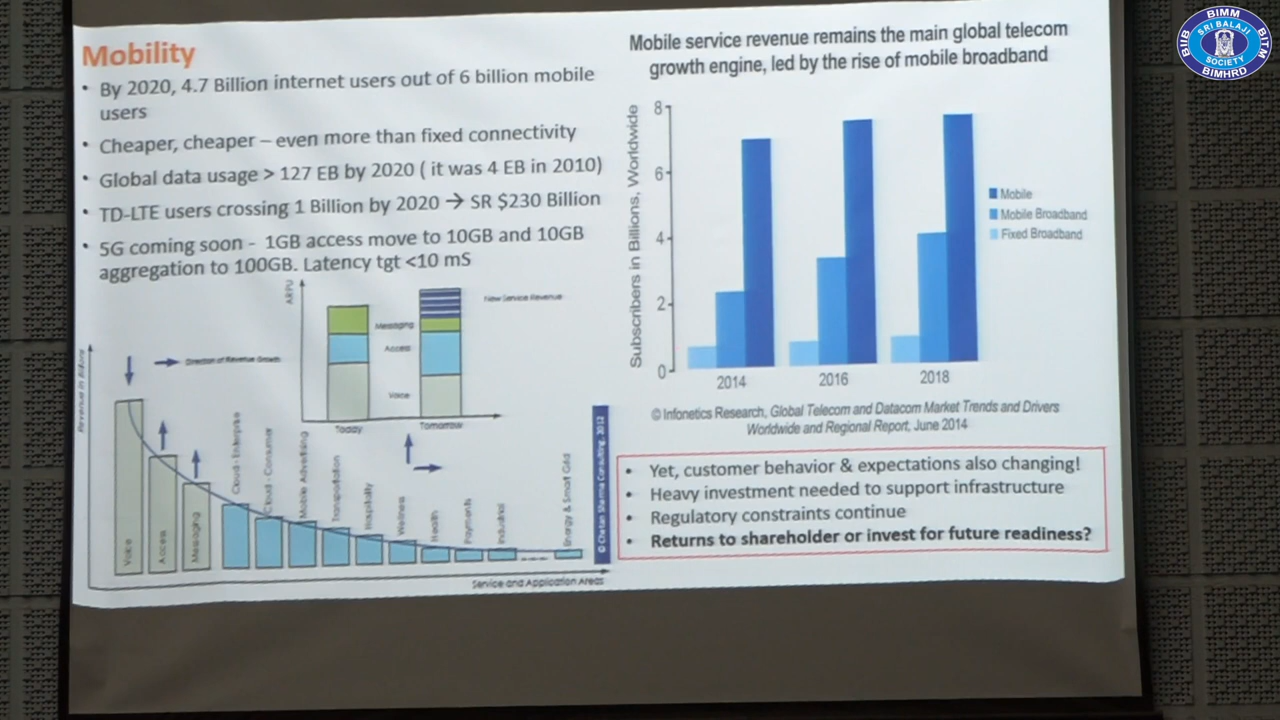 Mobility
• By 2020, 4.7 Billion internet users out of 6 billion mobile
users
• Cheaper, cheaper – even more than fixed connectivity
• Global data usage > 127 EB by 2020 ( it was 4 EB in 2010)
• TD-LTE users crossing 1 Billion by 2020 → SR $230 Billion
• 5G coming soon - 1GB access move to 10GB and 10GB
aggregation to 100GB. Latency tgt <10 mS
ARPU
New Service Revenue
Messaging
Access
Voice
Today
Tomorrow
Direction of Revenue Growth
Voice
Access
Messaging
Cloud - Enterprise
Cloud - Consumer
Mobile Advertising
Transportation
Hospitality
Wellness
Health
Payments
Industrial
Energy & Smart Grid
Service and Application Areas
© Chetan Sharma Consulting, 2012
Mobile service revenue remains the main global telecom
growth engine, led by the rise of mobile broadband
Subscribers in Billions, Worldwide
8
6
4
2
0
2014
2016
2018
Mobile
Mobile Broadband
Fixed Broadband
© Infonetics Research, Global Telecom and Datacom Market Trends and Drivers
Worldwide and Regional Report, June 2014
• Yet, customer behavior & expectations also changing!
• Heavy investment needed to support infrastructure
• Regulatory constraints continue
• Returns to shareholder or invest for future readiness?
BIMM
BIIB
SRI BALAJI
SOCIETY
BITM
BIMHRD